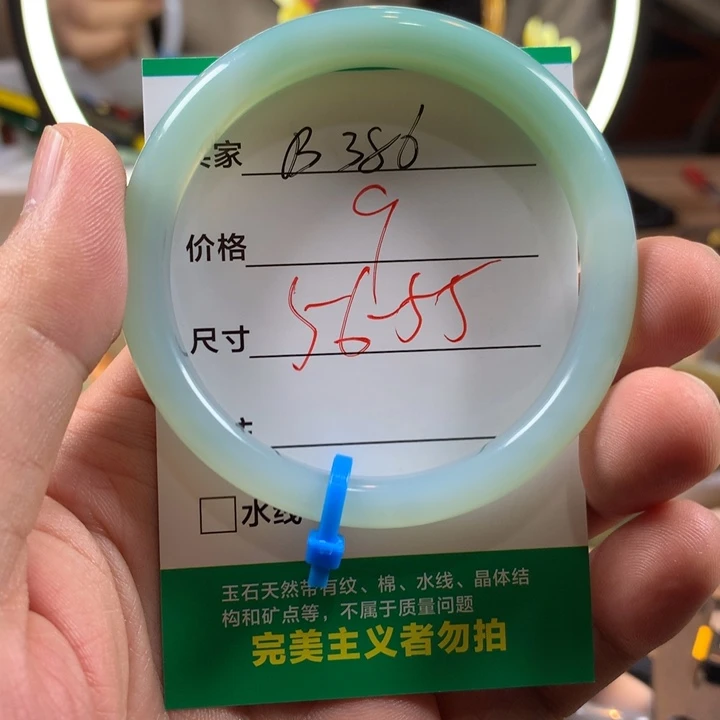 家 B 386
价格 9
尺寸 56-55
水线
玉石天然带有纹、棉、水线、晶体结
构和矿点等，不属于质量问题
完美主义者勿拍